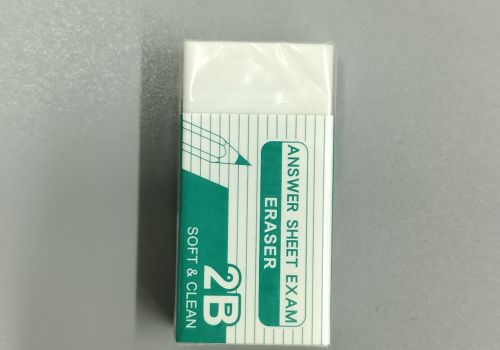 ANSWER SHEET EXAM
ERASER
2B
SOFT & CLEAN